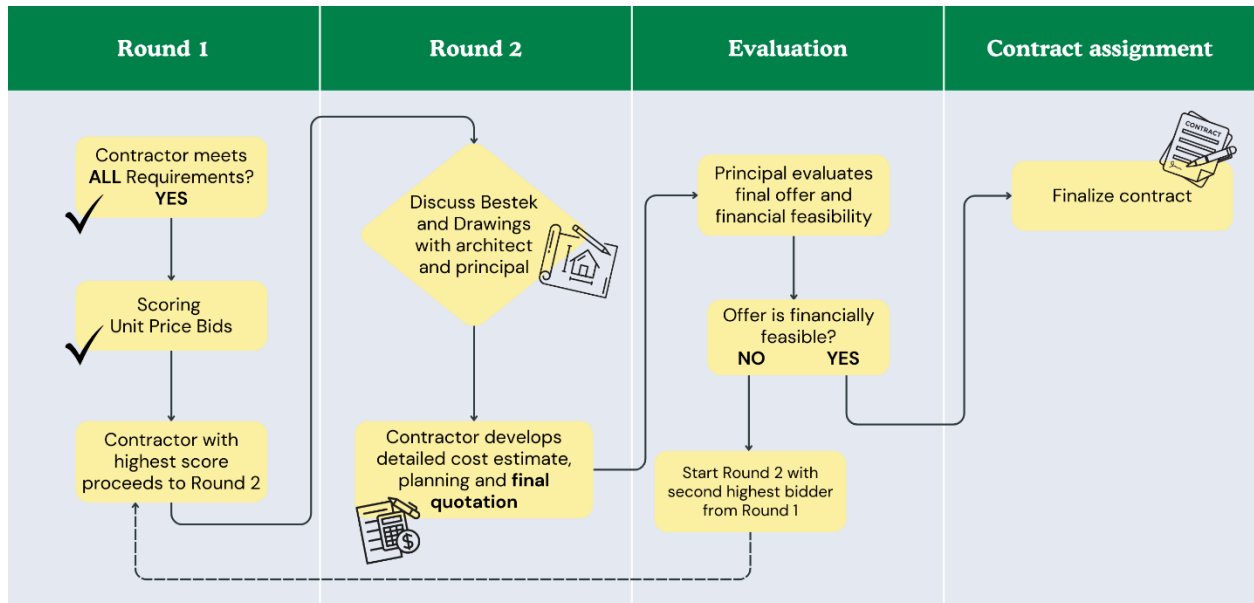 Round 1
Round 2
Evaluation
Contract assignment
Contractor meets
ALL Requirements?
YES
Scoring
Unit Price Bids
Contractor with
highest score
proceeds to Round 2
Discuss Bestek
and Drawings
with architect
and principal
Contractor develops
detailed cost estimate,
planning and final
quotation
$
Principal evaluates
final offer and
financial feasibility
Offer is financially
feasible?
NO YES
Start Round 2 with
second highest bidder
from Round 1
CONTRACT
Finalize contract